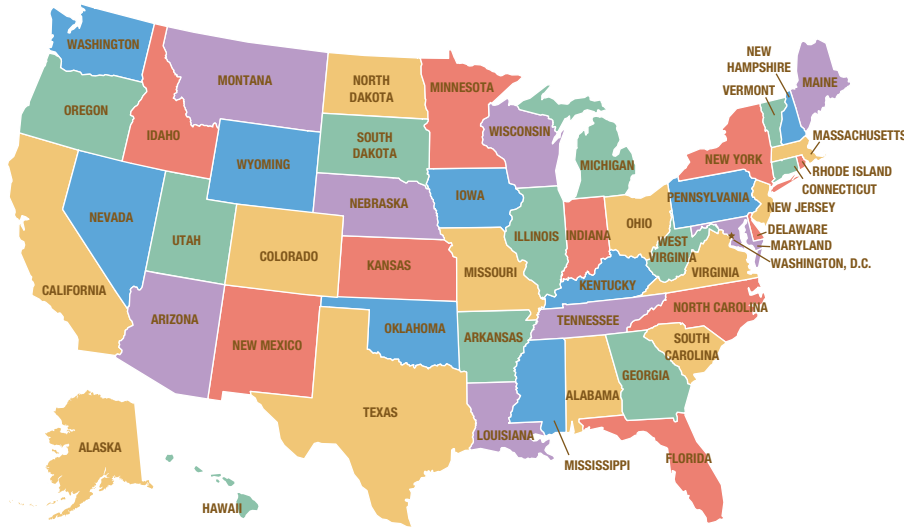 WASHINGTON
OREGON
CALIFORNIA
NEVADA
IDAHO
MONTANA
WYOMING
UTAH
ARIZONA
COLORADO
NEW MEXICO
NORTH
DAKOTA
SOUTH
DAKOTA
NEBRASKA
KANSAS
OKLAHOMA
TEXAS
MINNESOTA
IOWA
MISSOURI
ARKANSAS
LOUISIANA
WISCONSIN
ILLINOIS
MICHIGAN
INDIANA
OHIO
KENTUCKY
TENNESSEE
MISSISSIPPI
ALABAMA
GEORGIA
FLORIDA
SOUTH
CAROLINA
NORTH CAROLINA
VIRGINIA
WEST
VIRGINIA
PENNSYLVANIA
NEW YORK
VERMONT
NEW
HAMPSHIRE
MAINE
MASSACHUSETTS
RHODE ISLAND
CONNECTICUT
NEW JERSEY
DELAWARE
MARYLAND
WASHINGTON, D.C.
ALASKA
HAWAII